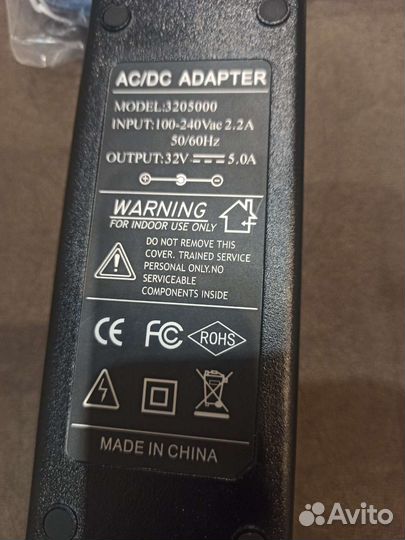 AC/DC ADAPTER
MODEL:3205000
INPUT:100-240Vac 2.2A
50/60Hz
OUTPUT:32V ⎓ 5.0A
WARNING
FOR INDOOR USE ONLY
DO NOT REMOVE THIS
COVER. TRAINED SERVICE
PERSONAL ONLY.NO
SERVICEABLE
COMPONENTS INSIDE
CE FC ROHS
MADE IN CHINA
Avito